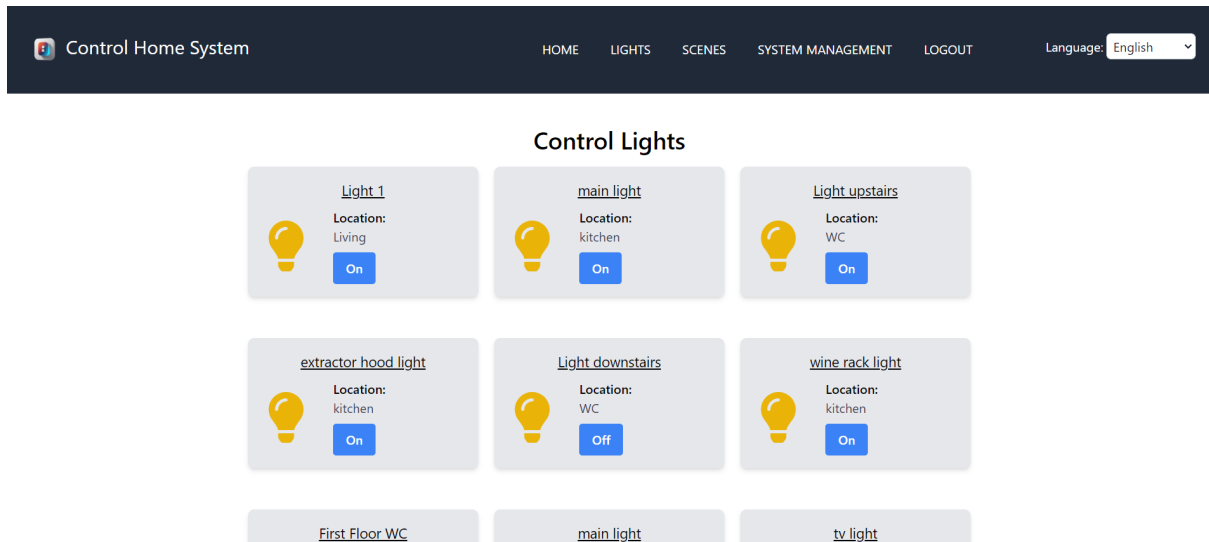 Control Home System
HOME LIGHTS SCENES SYSTEM MANAGEMENT LOGOUT
Language: English
Control Lights
Light 1
Location:
Living
On
main light
Location:
kitchen
On
Light upstairs
Location:
WC
On
extractor hood light
Location:
kitchen
On
Light downstairs
Location:
WC
Off
wine rack light
Location:
kitchen
On
First Floor WC
main light
tv light